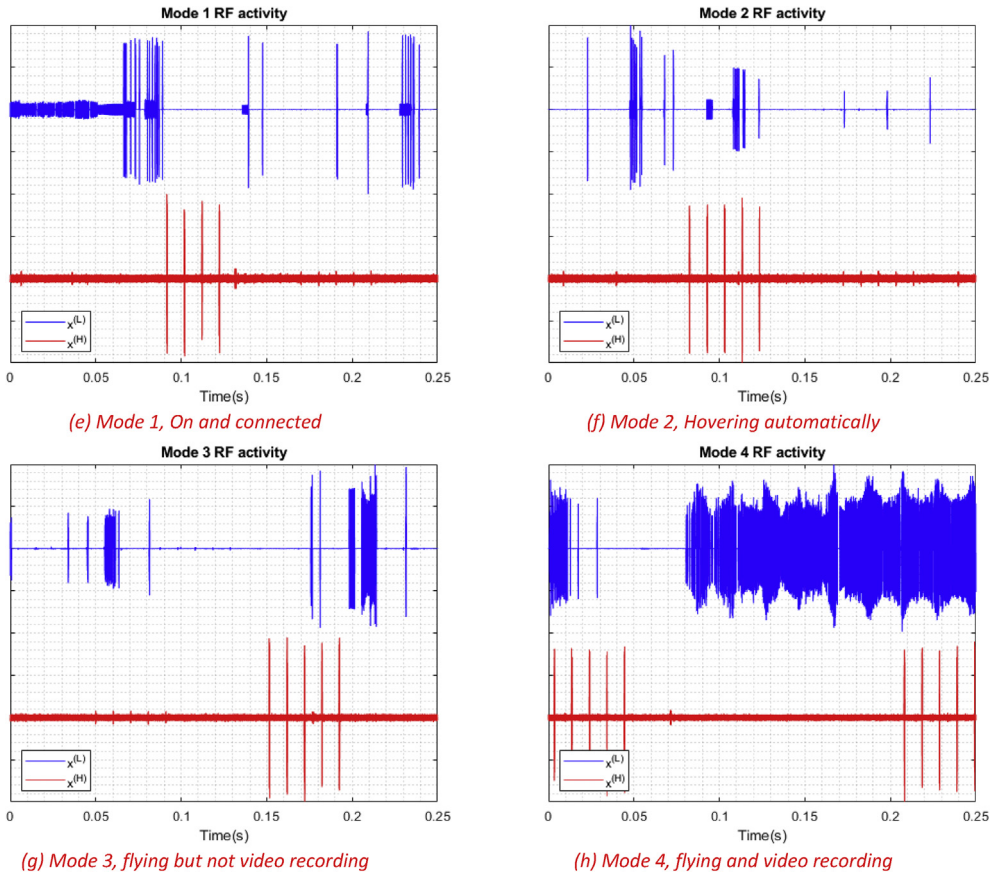 Mode 1 RF activity
x(L)
x(H)
0 0.05 0.1 0.15 0.2 0.25
Time(s)
(e) Mode 1, On and connected
Mode 2 RF activity
x(L)
x(H)
0 0.05 0.1 0.15 0.2 0.25
Time(s)
(f) Mode 2, Hovering automatically
Mode 3 RF activity
x(L)
x(H)
0 0.05 0.1 0.15 0.2 0.25
Time(s)
(g) Mode 3, flying but not video recording
Mode 4 RF activity
x(L)
x(H)
0 0.05 0.1 0.15 0.2 0.25
Time(s)
(h) Mode 4, flying and video recording